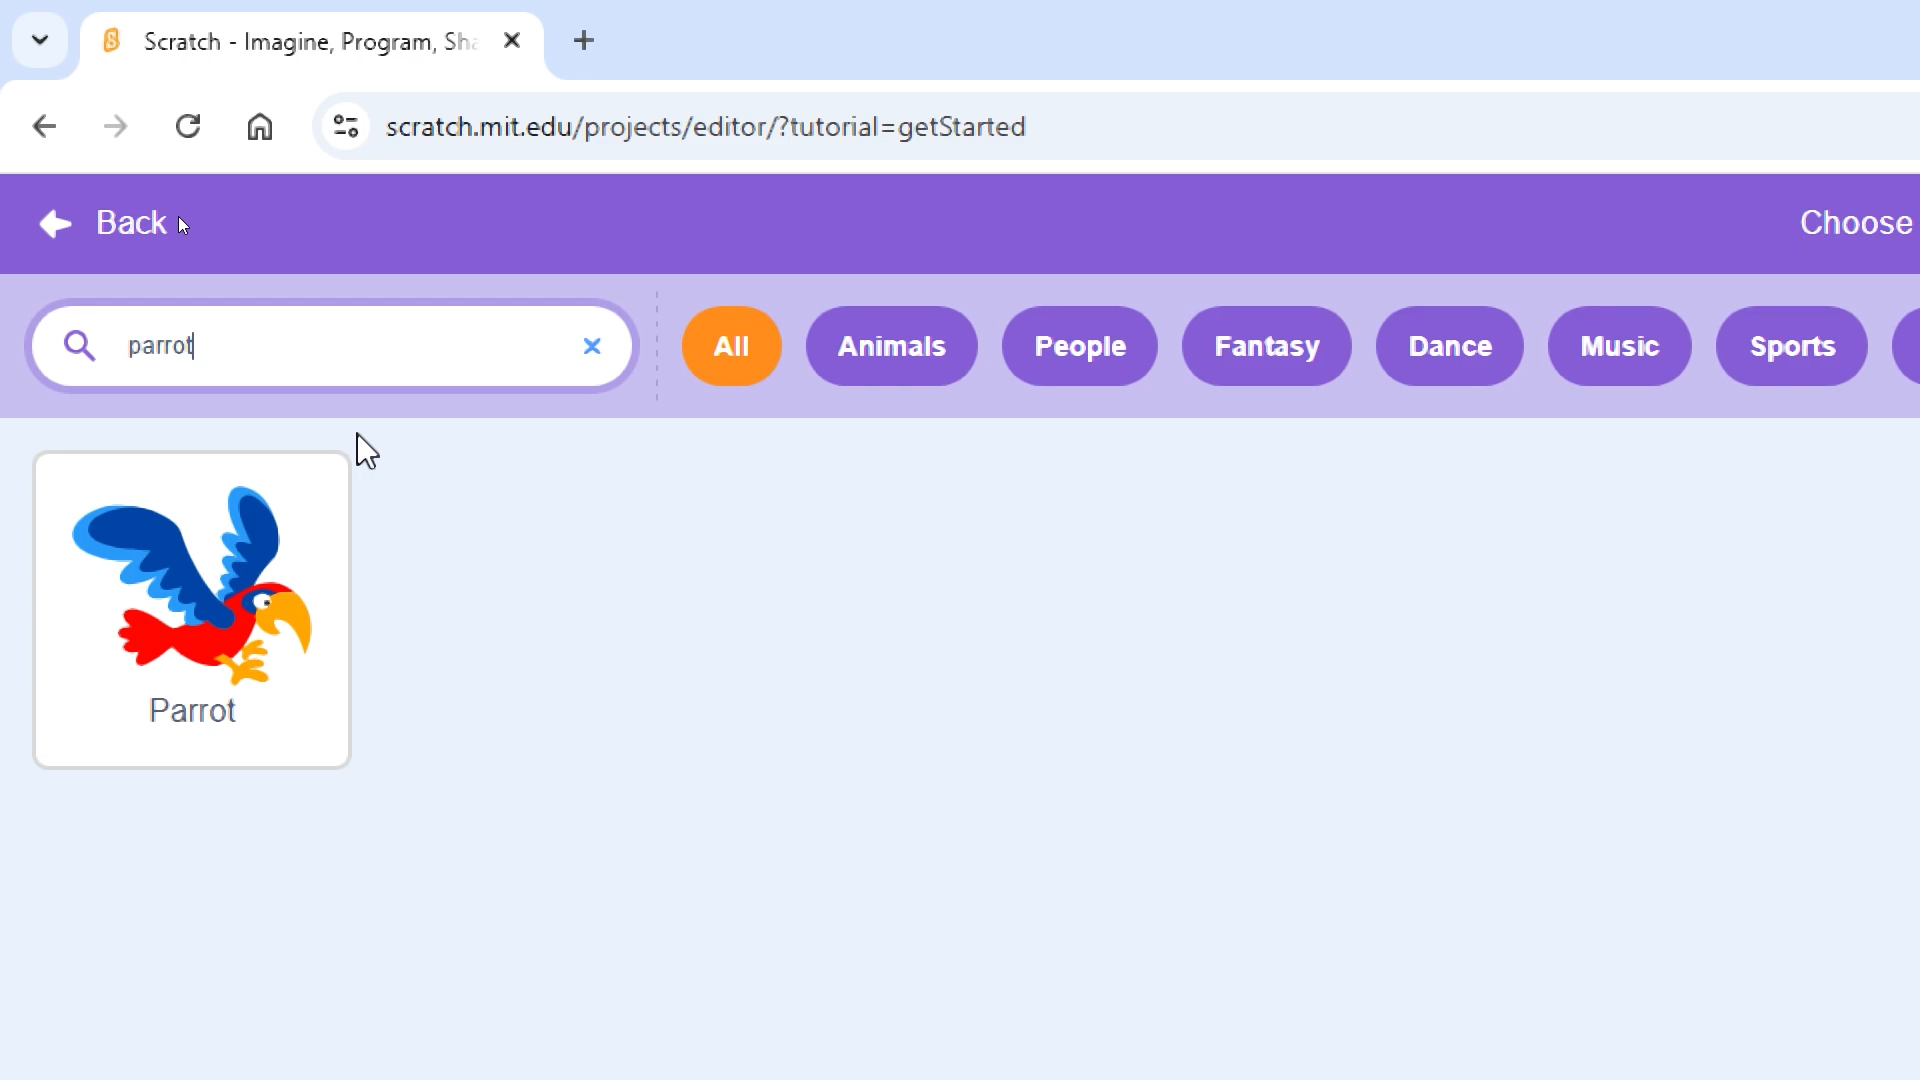 Scratch - Imagine, Program, Sha
scratch.mit.edu/projects/editor/?tutorial=getStarted
Back
Choose
parrot
All
Animals
People
Fantasy
Dance
Music
Sports
Parrot